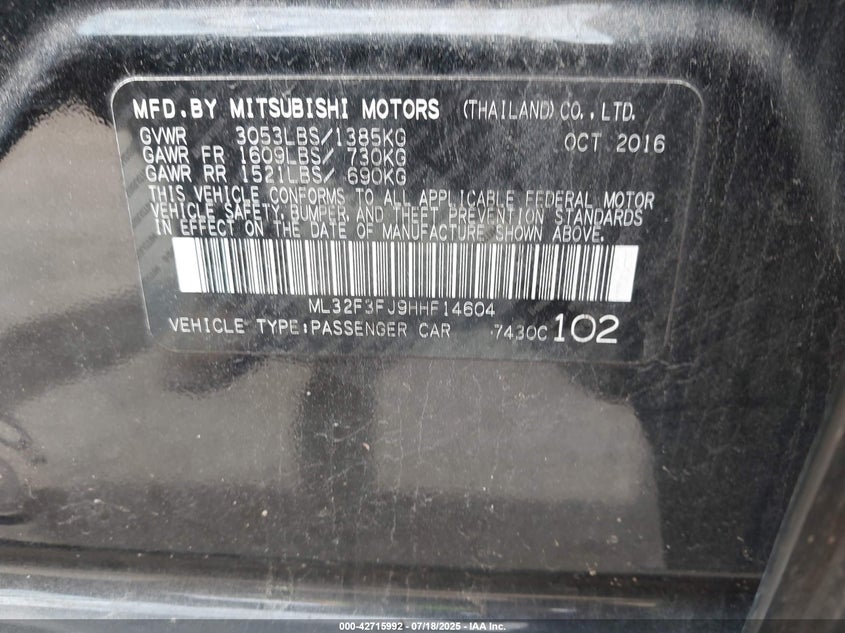 MFD.BY MITSUBISHI MOTORS (THAILAND) CO.,LTD.
GVWR 3053LBS/1385KG OCT 2016
GAWR FR 1609LBS/ 730KG
GAWR RR 1521LBS/ 690KG
THIS VEHICLE CONFORMS TO ALL APPLICABLE FEDERAL MOTOR
VEHICLE SAFETY, BUMPER, AND THEFT PREVENTION STANDARDS
IN EFFECT ON THE DATE OF MANUFACTURE SHOWN ABOVE.
ML32F3FJ9HHF14604
VEHICLE TYPE:PASSENGER CAR 7430C 102
000-42715992 / 07/18/2025 - IAA Inc.